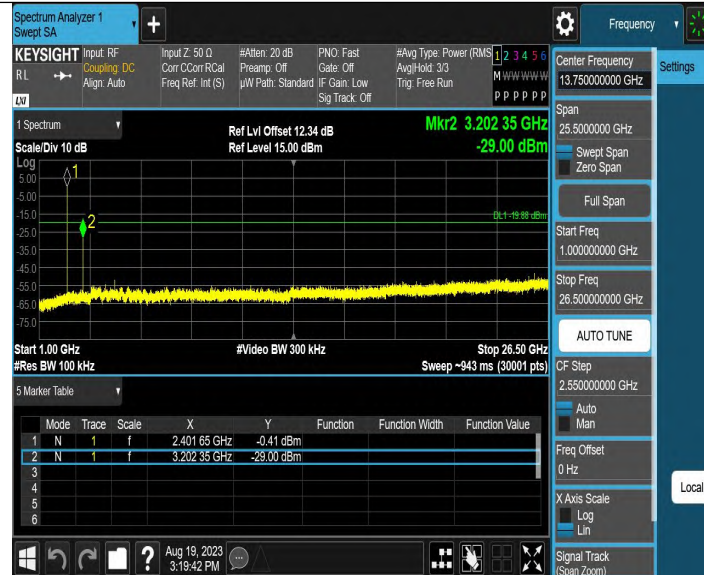 Spectrum Analyzer 1
Swept SA
Frequency
KEYSIGHT
RL
LXI
Input: RF
Coupling: DC
Align: Auto
Input Z: 50 Ω
Corr CCorr RCal
Freq Ref: Int (S)
#Atten: 20 dB
Preamp: Off
µW Path: Standard
PNO: Fast
Gate: Off
IF Gain: Low
Sig Track: Off
#Avg Type: Power (RMS
Avg|Hold: 3/3
Trig: Free Run
1 2 3 4 5 6
M W W W W W
P P P P P P
1 Spectrum
Scale/Div 10 dB
Ref Lvl Offset 12.34 dB
Ref Level 15.00 dBm
Mkr2 3.202 35 GHz
-29.00 dBm
Log
5.00
-5.00
-15.0
-25.0
-35.0
-45.0
-55.0
-65.0
-75.0
1
2
DL1 -19.88 dBm
Start 1.00 GHz
#Res BW 100 kHz
#Video BW 300 kHz
Stop 26.50 GHz
Sweep ~943 ms (30001 pts)
5 Marker Table
Mode Trace Scale X Y Function Function Width Function Value
1 N 1 f 2.401 65 GHz -0.41 dBm
2 N 1 f 3.202 35 GHz -29.00 dBm
3
4
5
6
Aug 19, 2023
3:19:42 PM
Center Frequency
13.750000000 GHz
Span
25.5000000 GHz
Swept Span
Zero Span
Full Span
Start Freq
1.000000000 GHz
Stop Freq
26.500000000 GHz
AUTO TUNE
CF Step
2.550000000 GHz
Auto
Man
Freq Offset
0 Hz
X Axis Scale
Log
Lin
Signal Track
(Span Zoom)
Settings
Local